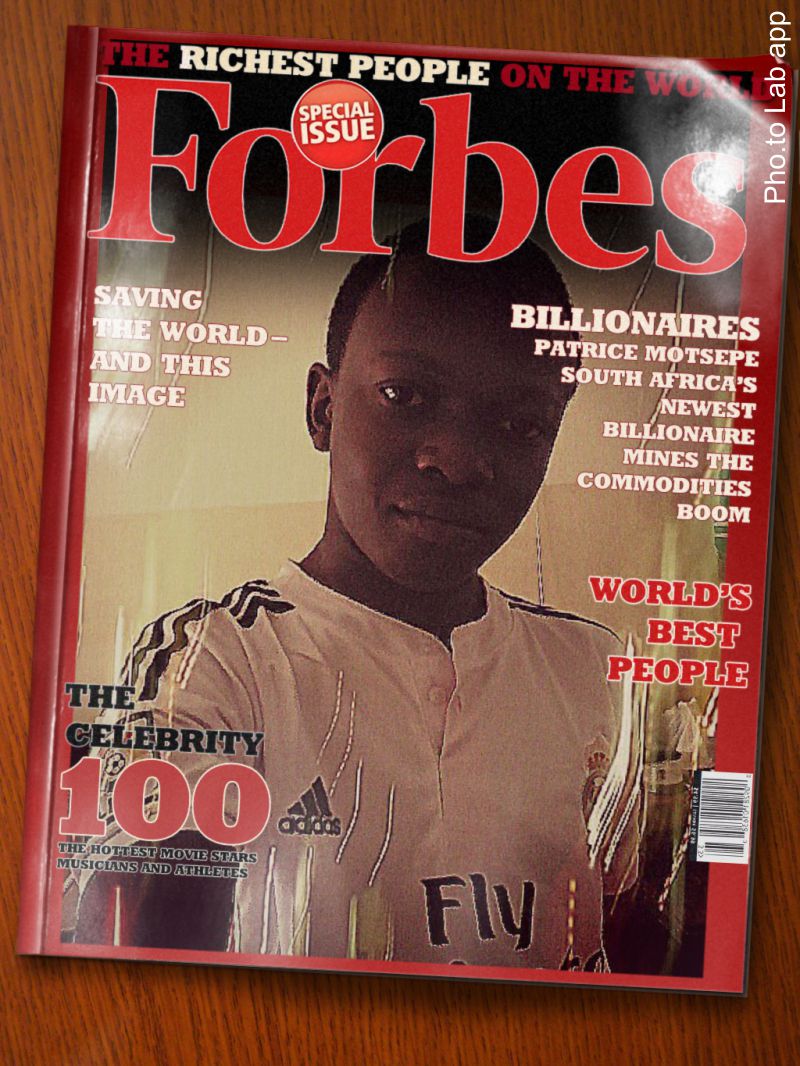 THE RICHEST PEOPLE ON THE WORLD
Forbes
SPECIAL
ISSUE
Pho.to Lab app
SAVING
THE WORLD–
AND THIS
IMAGE
BILLIONAIRES
PATRICE MOTSEPE
SOUTH AFRICA'S
NEWEST
BILLIONAIRE
MINES THE
COMMODITIES
BOOM
WORLD'S
BEST
PEOPLE
THE
CELEBRITY
100
THE HOTTEST MOVIE STARS
MUSICIANS AND ATHLETES
adidas
Fly